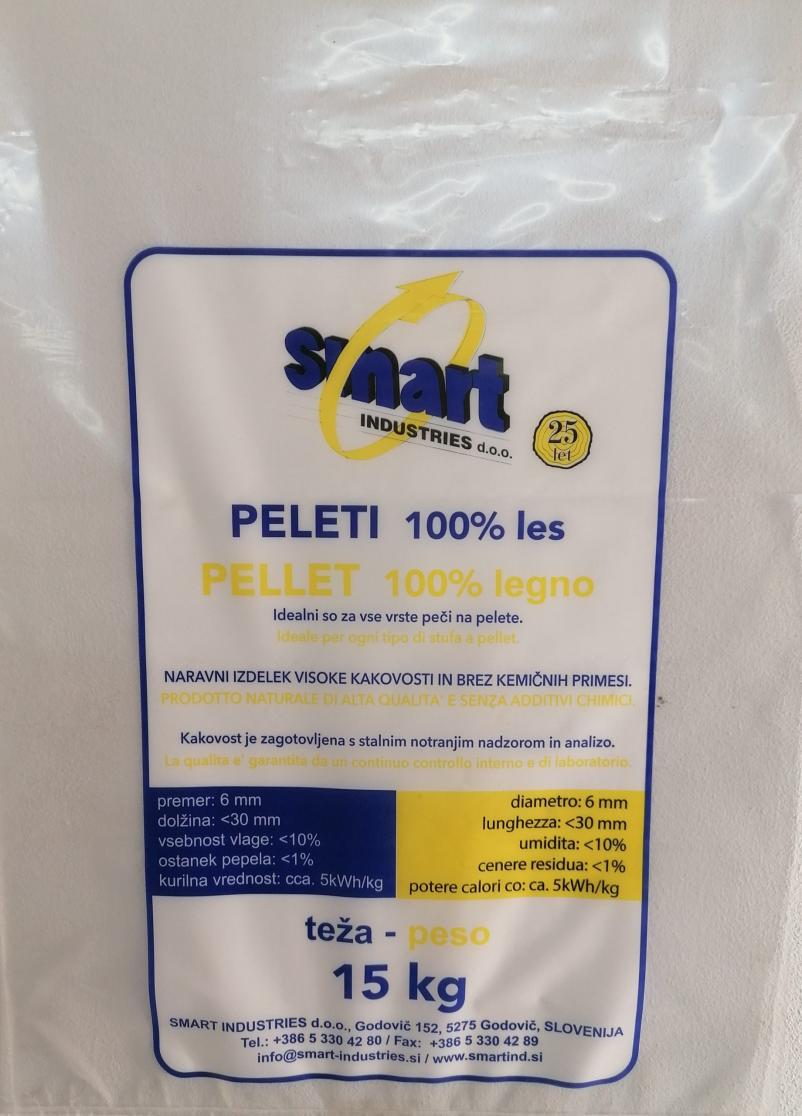 smart
INDUSTRIES d.o.o.
25
let
PELETI 100% les
PELLET 100% legno
Idealni so za vse vrste peči na pelete.
Ideale per ogni tipo di stufa a pellet.
NARAVNI IZDELEK VISOKE KAKOVOSTI IN BREZ KEMIČNIH PRIMESI.
PRODOTTO NATURALE DI ALTA QUALITA' E SENZA ADDITIVI CHIMICI.
Kakovost je zagotovljena s stalnim notranjim nadzorom in analizo.
La qualita e' garantita da un continuo controllo interno e di laboratorio.
premer: 6 mm
dolžina: <30 mm
vsebnost vlage: <10%
ostanek pepela: <1%
kurilna vrednost: cca. 5kWh/kg
diametro: 6 mm
lunghezza: <30 mm
umidita: <10%
cenere residua: <1%
potere calori co: ca. 5kWh/kg
teža - peso
15 kg
SMART INDUSTRIES d.o.o., Godovič 152, 5275 Godovič, SLOVENIJA
Tel.: +386 5 330 42 80 / Fax: +386 5 330 42 89
info@smart-industries.si / www.smartind.si